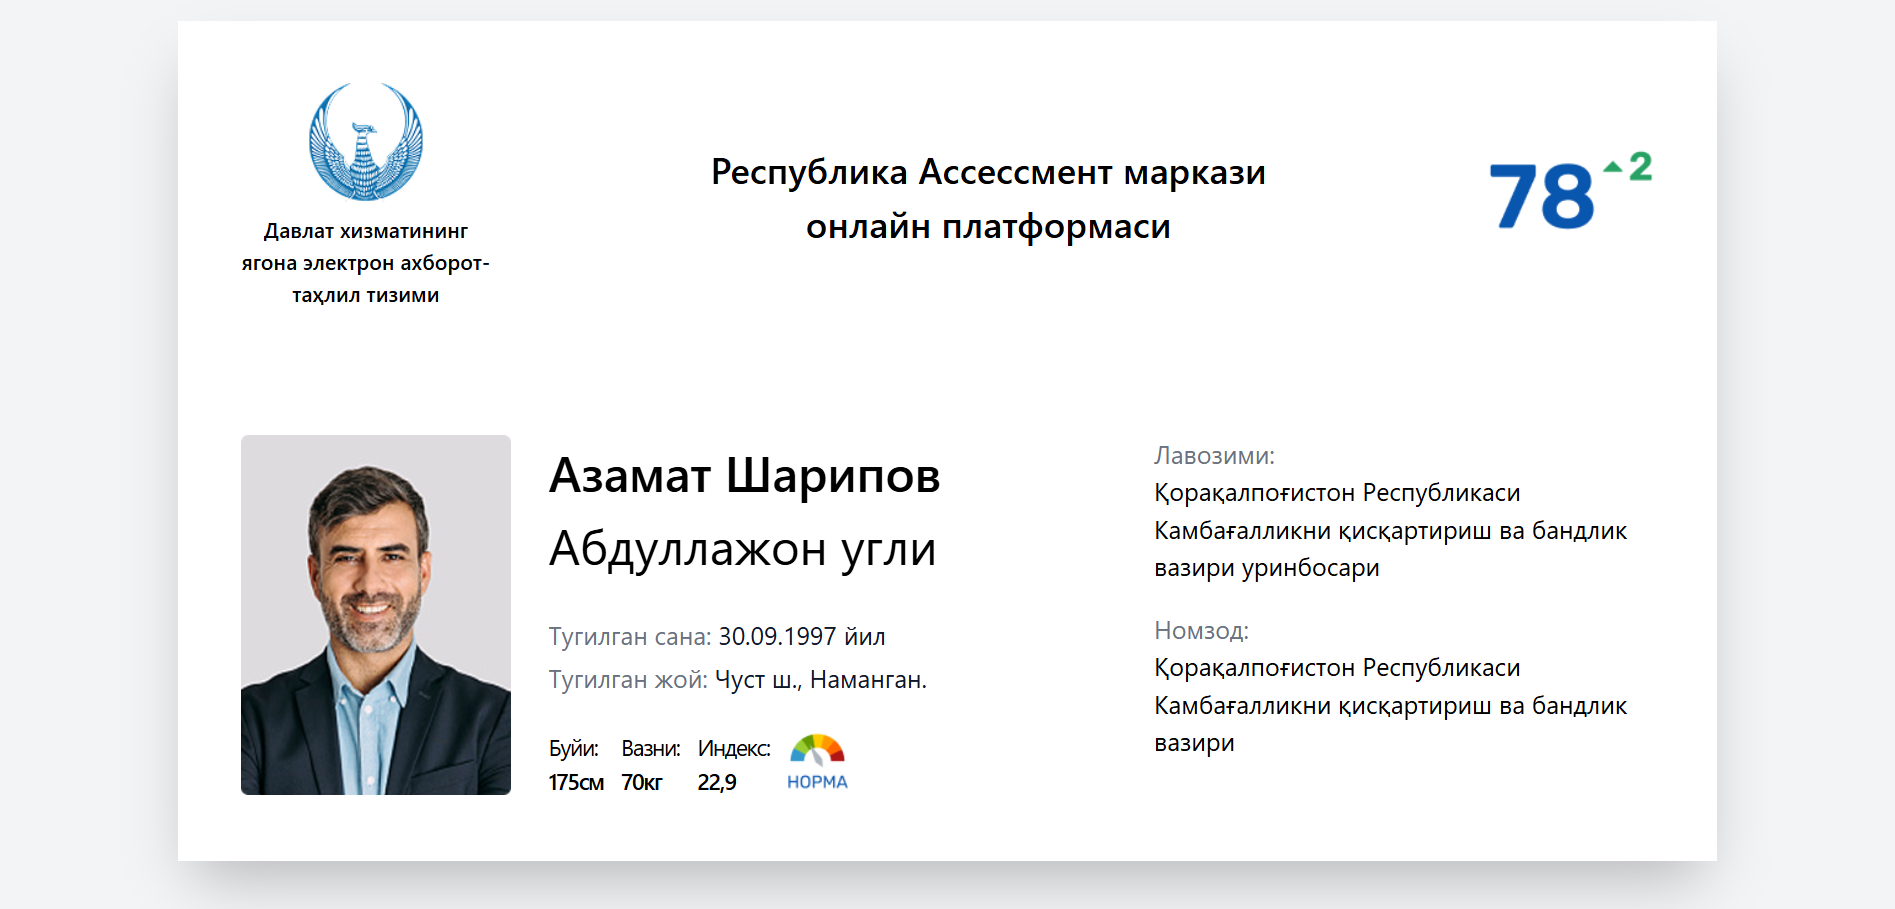 Давлат хизматининг
ягона электрон ахборот-
таҳлил тизими
Республика Ассессмент маркази
онлайн платформаси
78 2
Азамат Шарипов
Абдуллажон угли
Тугилган сана: 30.09.1997 йил
Тугилган жой: Чуст ш., Наманган.
Буйи: Вазни: Индекс:
175см 70кг 22,9
НОРМА
Лавозими:
Қорақалпоғистон Республикаси
Камбағалликни қисқартириш ва бандлик
вазири уринбосари
Номзод:
Қорақалпоғистон Республикаси
Камбағалликни қисқартириш ва бандлик
вазири